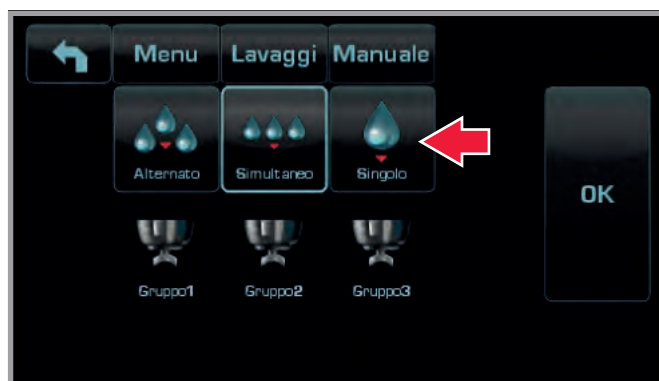 Menu Lavaggi Manuale
Alternato Simultaneo Singolo
OK
Gruppo1 Gruppo2 Gruppo3